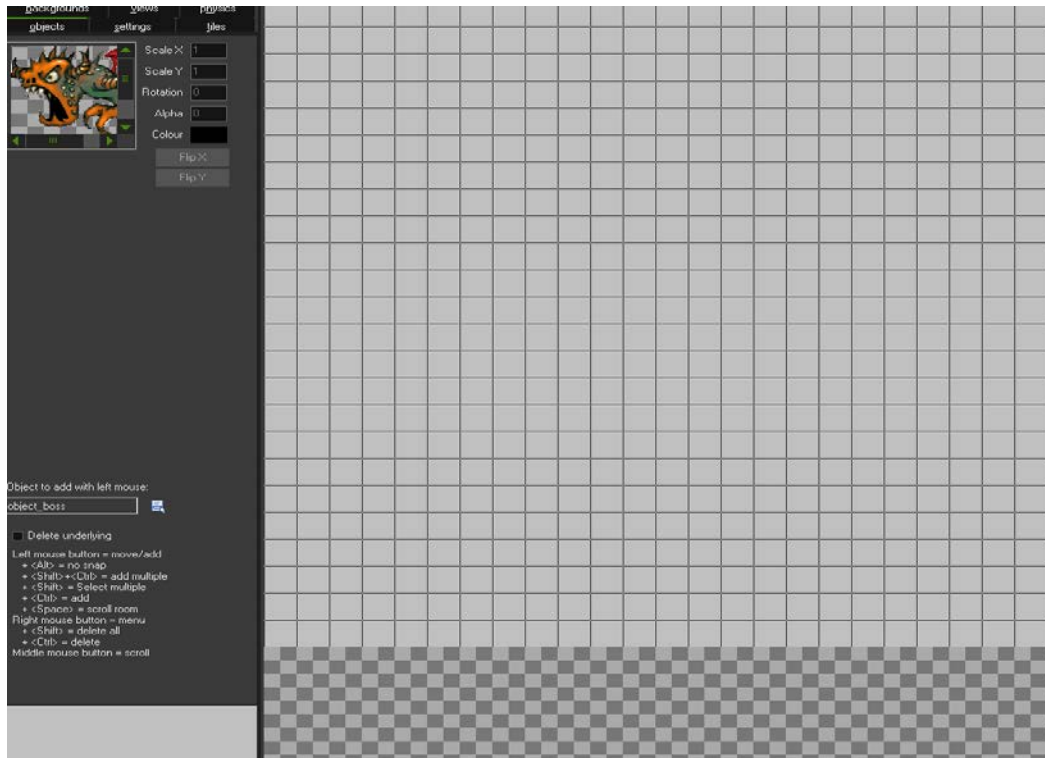 backgrounds views physics
objects settings tiles
Scale X 1
Scale Y 1
Rotation 0
Alpha 0
Colour
Flip X
Flip Y
Object to add with left mouse:
object_boss
Delete underlying
Left mouse button = move/add
+ <Alt> = no snap
+ <Shift>+<Ctrl> = add multiple
+ <Shift> = Select multiple
+ <Ctrl> = add
+ <Space> = scroll room
Right mouse button = menu
+ <Shift> = delete all
+ <Ctrl> = delete
Middle mouse button = scroll